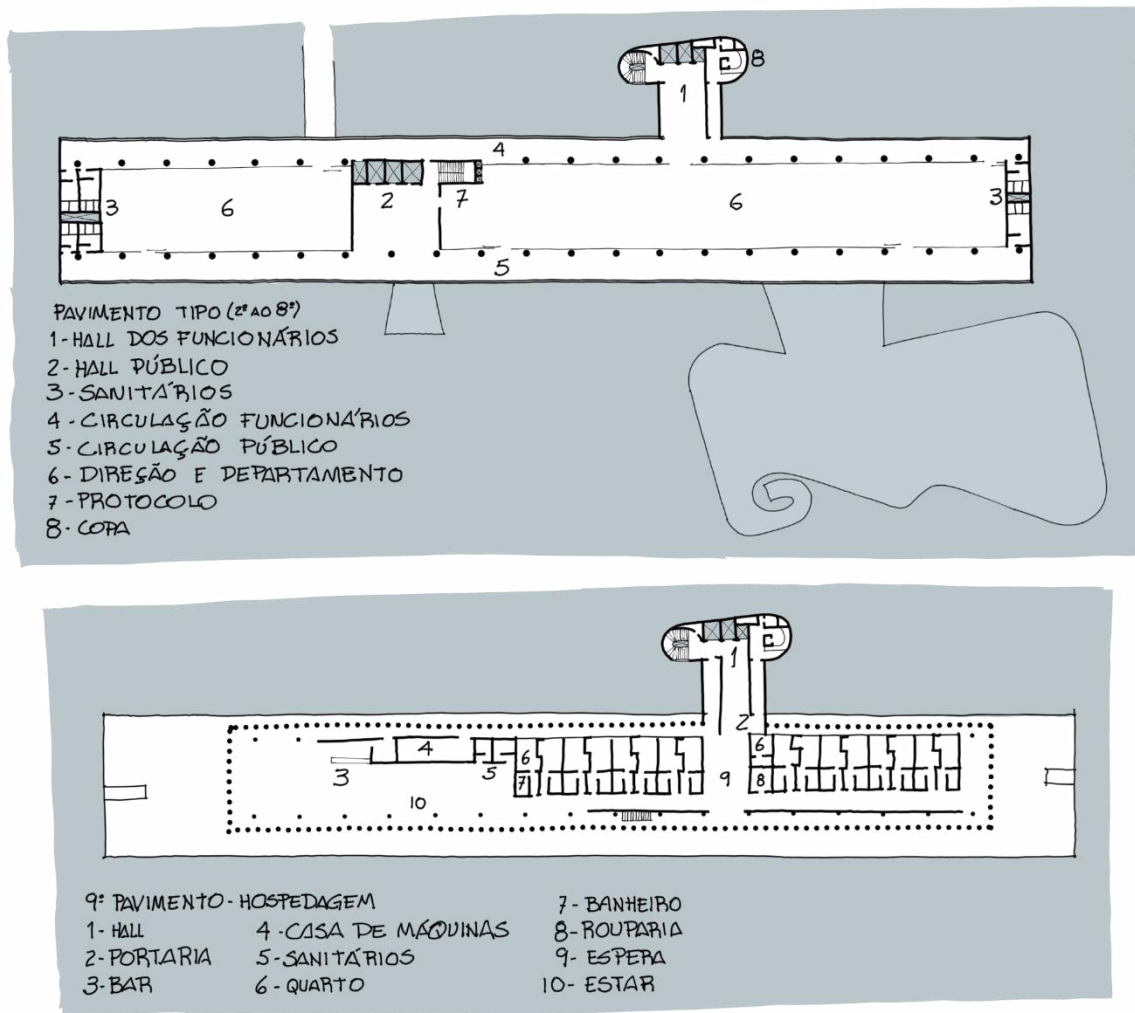 8
1
4
2
7
3
6
6
3
5
PAVIMENTO TIPO (2º AO 8º)
1-HALL DOS FUNCIONÁRIOS
2-HALL PÚBLICO
3-SANITÁRIOS
4-CIRCULAÇÃO FUNCIONÁRIOS
5-CIRCULAÇÃO PÚBLICO
6-DIREÇÃO E DEPARTAMENTO
7-PROTOCOLO
8-COPA
1
2
4
6
6
3
5
7
9
8
10
9º PAVIMENTO-HOSPEDAGEM
1-HALL
2-PORTARIA
3-BAR
4-CASA DE MÁQUINAS
5-SANITÁRIOS
6-QUARTO
7-BANHEIRO
8-ROUPARIA
9-ESPERA
10-ESTAR